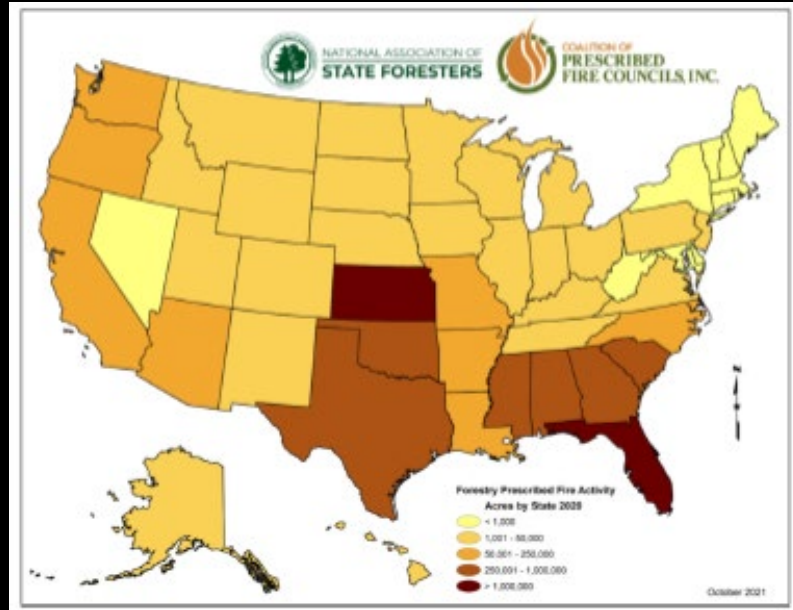 NATIONAL ASSOCIATION OF
STATE FORESTERS
COALITION OF
PRESCRIBED
FIRE COUNCILS, INC.
Forestry Prescribed Fire Activity
Acres by State 2020
< 1,000
1,001 - 50,000
50,001 - 250,000
250,001 - 1,000,000
> 1,000,000
October 2021